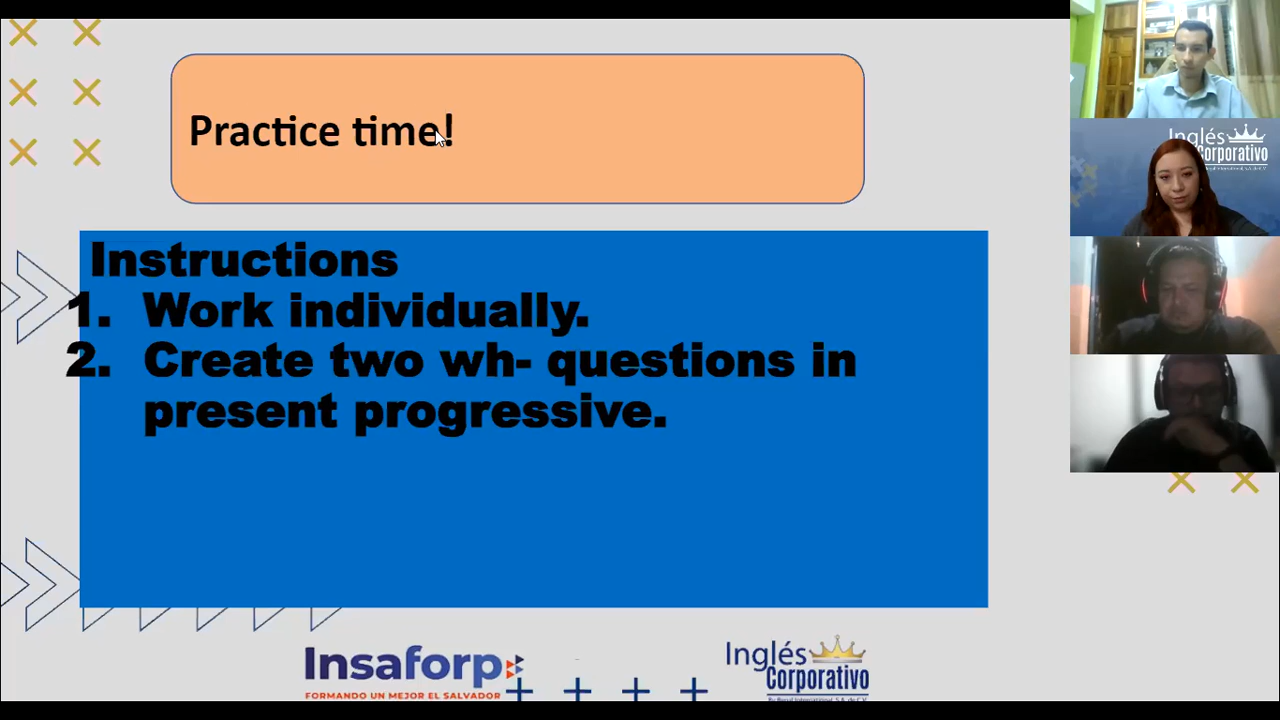 Practice time!
Instructions
1. Work individually.
2. Create two wh- questions in
present progressive.
Insaforp
FORMANDO UN MEJOR EL SALVADOR
Inglés
Corporativo
Inglés
Corporativo